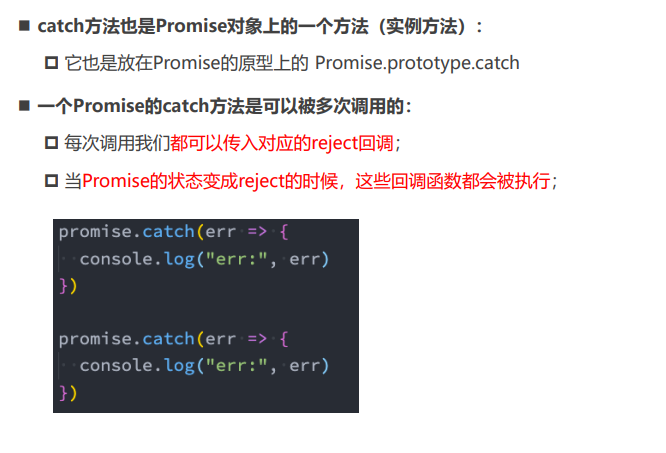 ■ catch方法也是Promise对象上的一个方法（实例方法）：
□ 它也是放在Promise的原型上的 Promise.prototype.catch
■ 一个Promise的catch方法是可以被多次调用的：
□ 每次调用我们都可以传入对应的reject回调；
□ 当Promise的状态变成reject的时候，这些回调函数都会被执行；
promise.catch(err => {
  console.log("err:", err)
})
promise.catch(err => {
  console.log("err:", err)
})